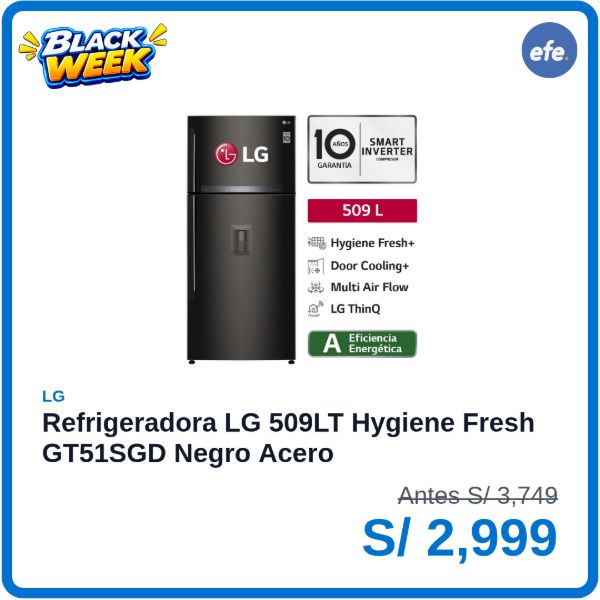 BLACK
WEEK
efe.
LG
10
AÑOS
GARANTÍA
SMART
INVERTER
COMPRESOR
509 L
Hygiene Fresh+
Door Cooling+
Multi Air Flow
LG ThinQ
A Eficiencia
Energética
LG
Refrigeradora LG 509LT Hygiene Fresh
GT51SGD Negro Acero
Antes S/ 3,749
S/ 2,999